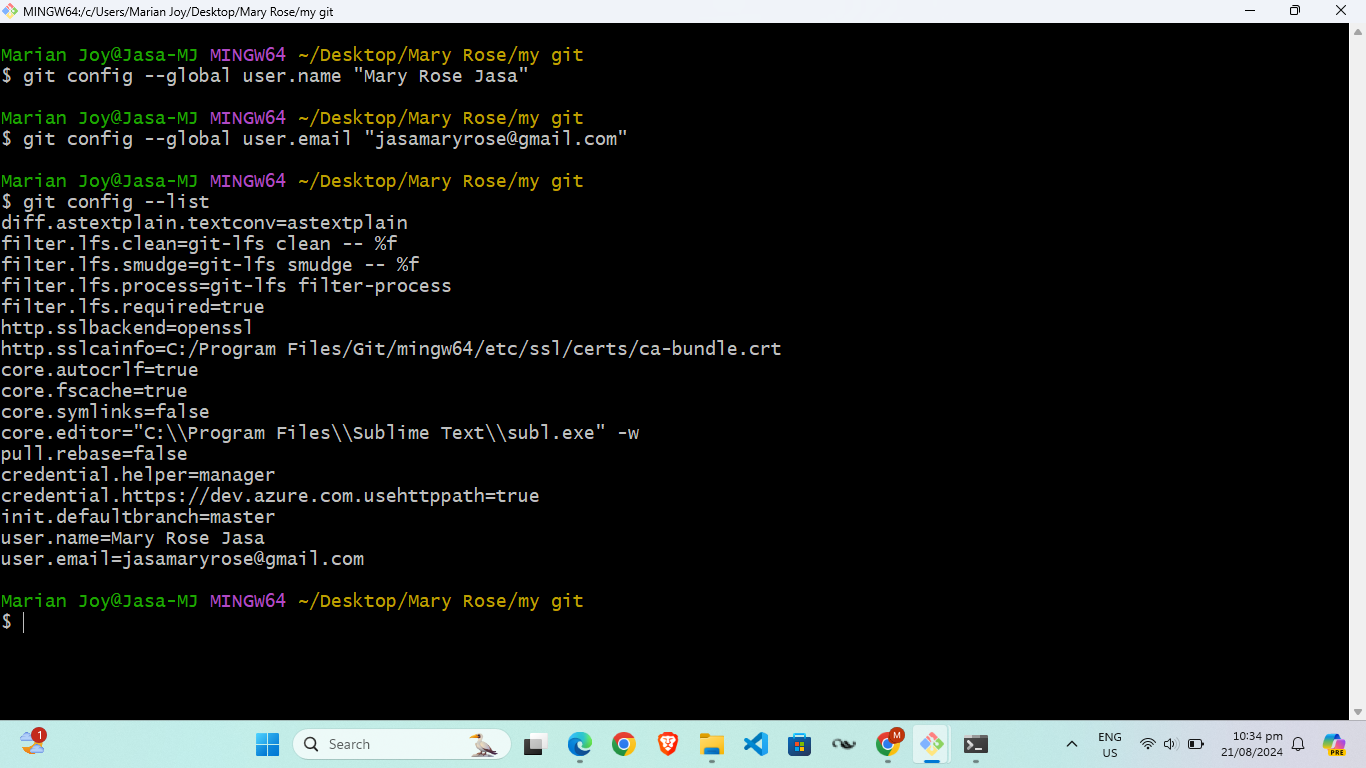 MINGW64:/c/Users/Marian Joy/Desktop/Mary Rose/my git
Marian Joy@Jasa-MJ MINGW64 ~/Desktop/Mary Rose/my git
$ git config --global user.name "Mary Rose Jasa"
Marian Joy@Jasa-MJ MINGW64 ~/Desktop/Mary Rose/my git
$ git config --global user.email "jasamaryrose@gmail.com"
Marian Joy@Jasa-MJ MINGW64 ~/Desktop/Mary Rose/my git
$ git config --list
diff.astextplain.textconv=astextplain
filter.lfs.clean=git-lfs clean -- %f
filter.lfs.smudge=git-lfs smudge -- %f
filter.lfs.process=git-lfs filter-process
filter.lfs.required=true
http.sslbackend=openssl
http.sslcainfo=C:/Program Files/Git/mingw64/etc/ssl/certs/ca-bundle.crt
core.autocrlf=true
core.fscache=true
core.symlinks=false
core.editor="C:\\Program Files\\Sublime Text\\subl.exe" -w
pull.rebase=false
credential.helper=manager
credential.https://dev.azure.com.usehttppath=true
init.defaultbranch=master
user.name=Mary Rose Jasa
user.email=jasamaryrose@gmail.com
Marian Joy@Jasa-MJ MINGW64 ~/Desktop/Mary Rose/my git
$
1
Search
M
ENG
US
10:34 pm
21/08/2024
PRE